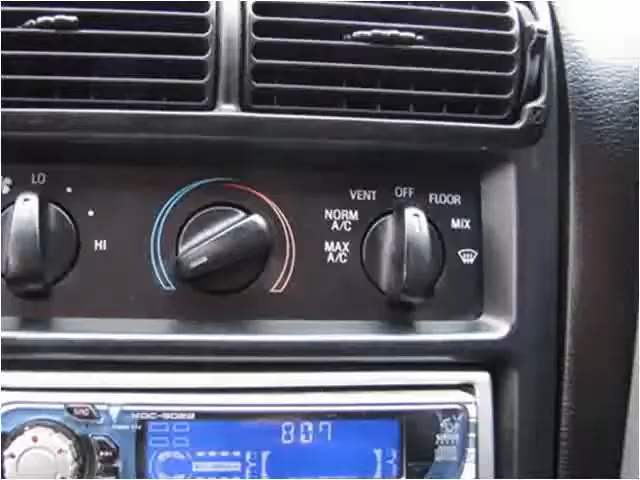 LO
HI
VENT
OFF
FLOOR
NORM
A/C
MIX
MAX
A/C
807